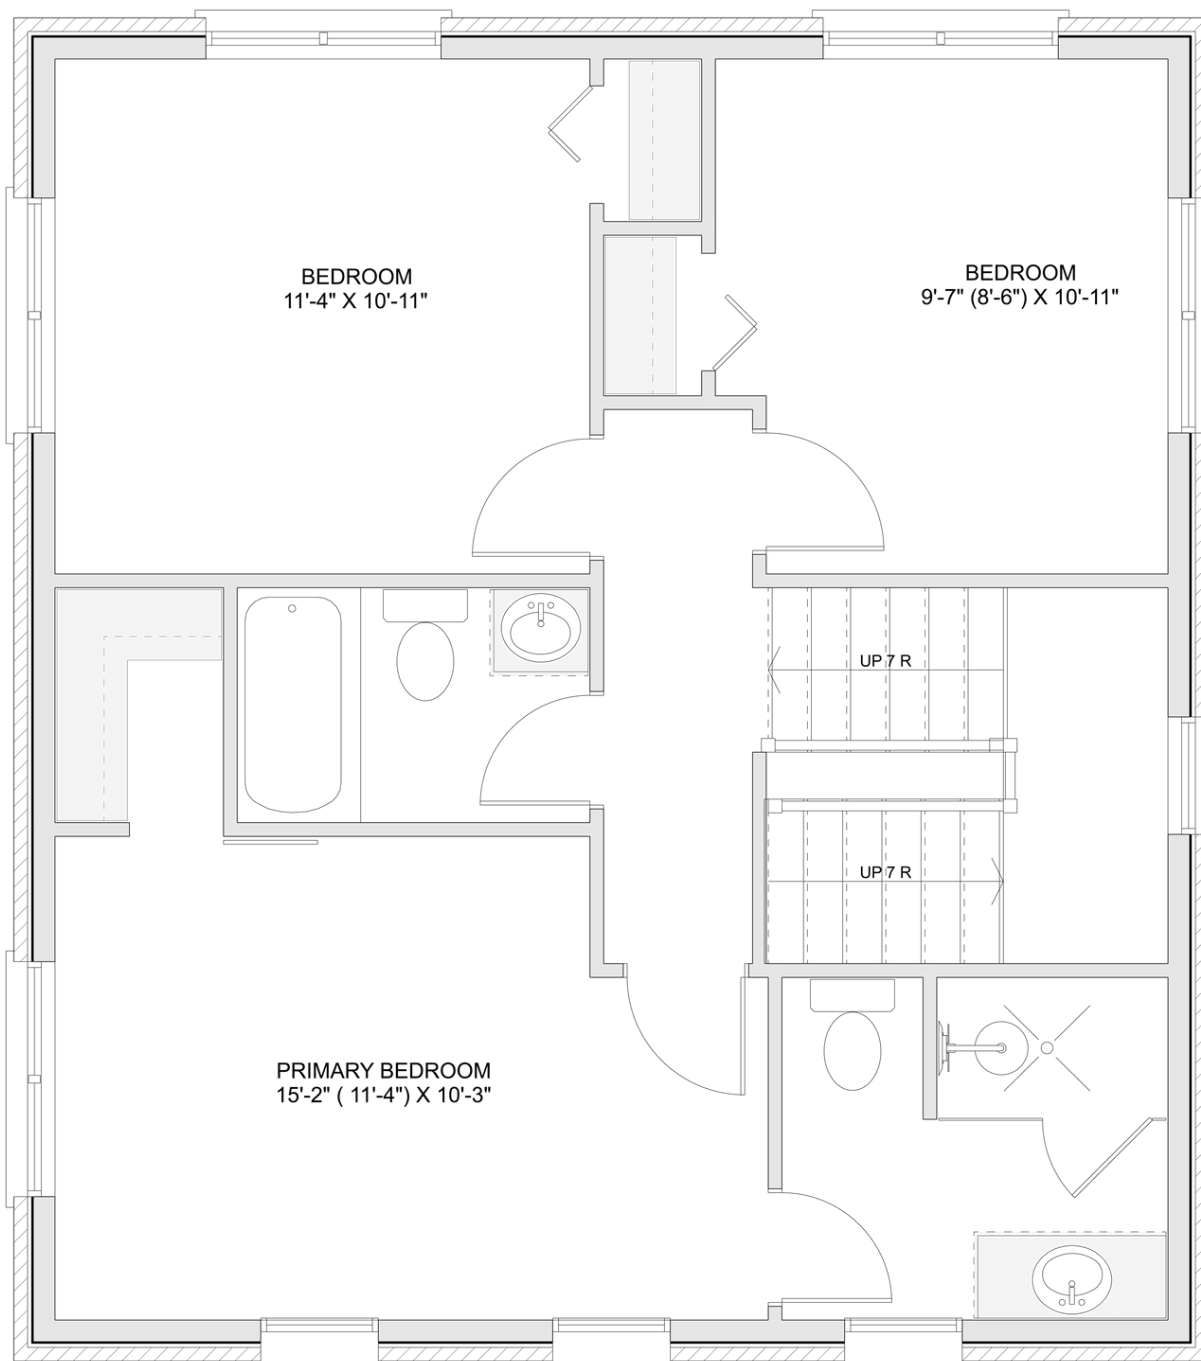 BEDROOM
11'-4" X 10'-11"
BEDROOM
9'-7" (8'-6") X 10'-11"
UP 7 R
UP 7 R
PRIMARY BEDROOM
15'-2" ( 11'-4") X 10'-3"